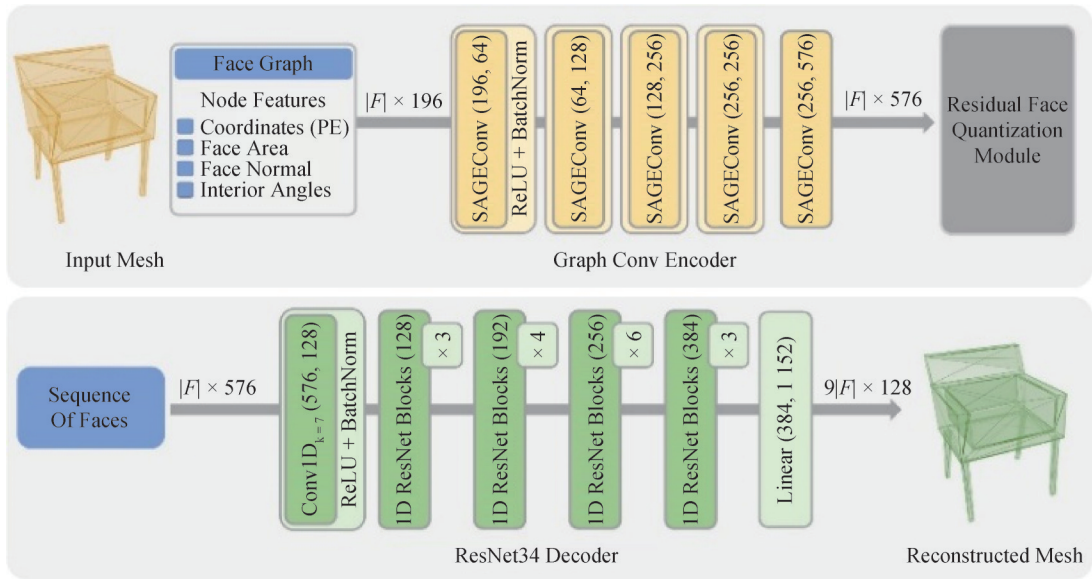 Face Graph
Node Features
Coordinates (PE)
Face Area
Face Normal
Interior Angles
Input Mesh
|F| × 196
SAGEConv (196, 64)
ReLU + BatchNorm
SAGEConv (64, 128)
SAGEConv (128, 256)
SAGEConv (256, 256)
SAGEConv (256, 576)
Graph Conv Encoder
|F| × 576
Residual Face
Quantization
Module
Sequence
Of Faces
|F| × 576
Conv1D_{k = 7} (576, 128)
ReLU + BatchNorm
1D ResNet Blocks (128)
× 3
1D ResNet Blocks (192)
× 4
1D ResNet Blocks (256)
× 6
1D ResNet Blocks (384)
× 3
Linear (384, 1 152)
9|F| × 128
ResNet34 Decoder
Reconstructed Mesh